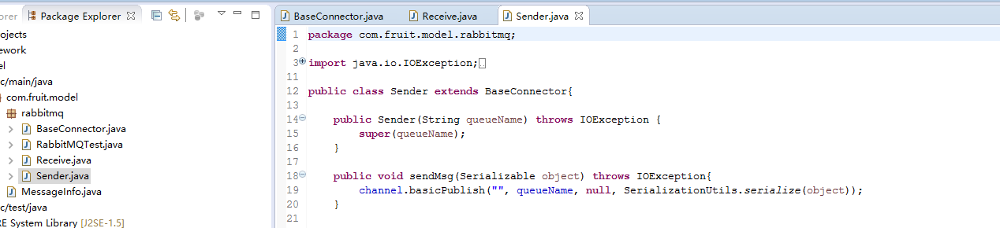 orer Package Explorer
ojects
ework
el
c/main/java
com.fruit.model
rabbitmq
BaseConnector.java
RabbitMQTest.java
Receive.java
Sender.java
MessageInfo.java
c/test/java
RE System Library [J2SE-1.5]
BaseConnector.java Receive.java Sender.java
1 package com.fruit.model.rabbitmq;
2
3 import java.io.IOException;
11
12 public class Sender extends BaseConnector{
13
14 public Sender(String queueName) throws IOException {
15 super(queueName);
16 }
17
18 public void sendMsg(Serializable object) throws IOException{
19 channel.basicPublish("", queueName, null, SerializationUtils.serialize(object));
20 }
21